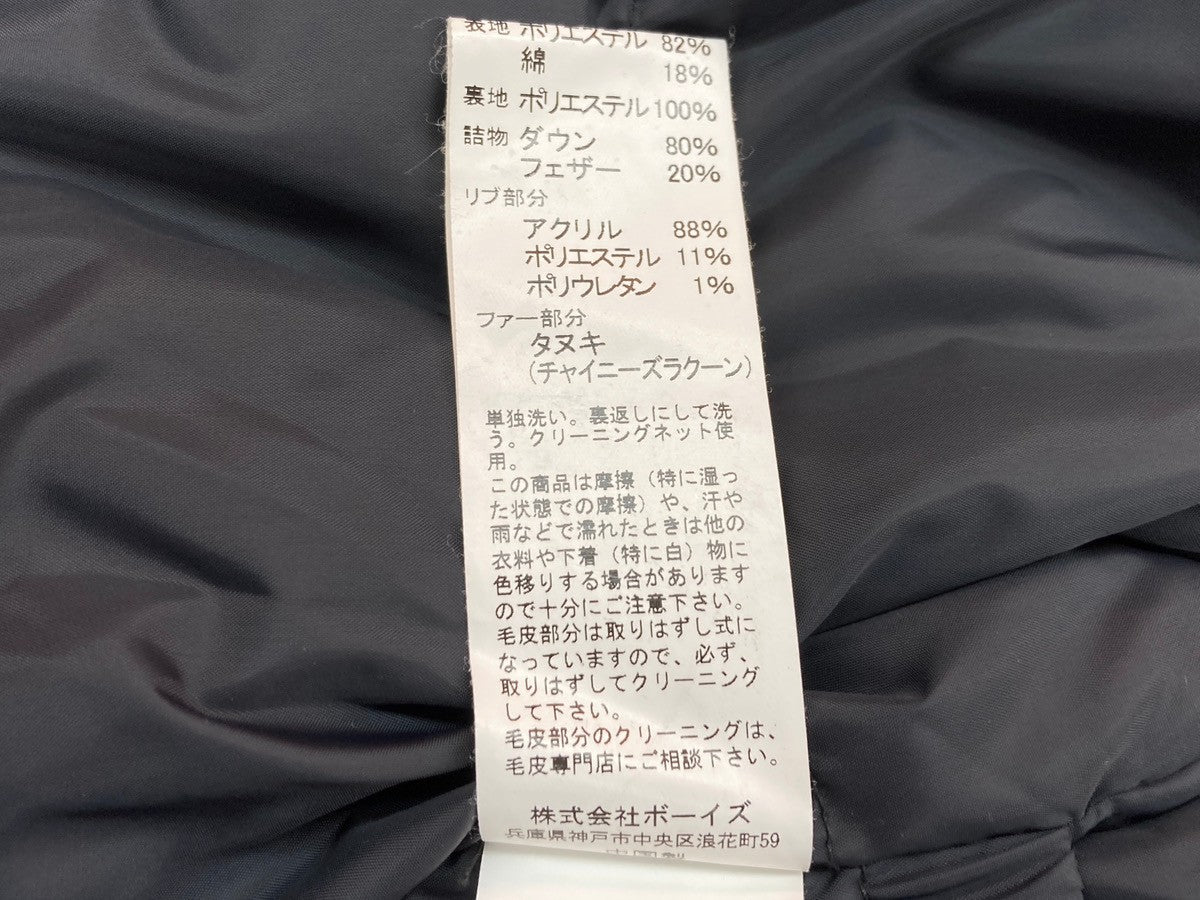 表地 ポリエステル 82%
綿 18%
裏地 ポリエステル 100%
詰物 ダウン 80%
フェザー 20%
リブ部分
アクリル 88%
ポリエステル 11%
ポリウレタン 1%
ファー部分
タヌキ
(チャイニーズラクーン)
単独洗い。裏返しにして洗
う。クリーニングネット使
用。
この商品は摩擦（特に湿っ
た状態での摩擦）や、汗や
雨などで濡れたときは他の
衣料や下着（特に白）物に
色移りする場合があります
ので十分にご注意下さい。
毛皮部分は取りはずし式に
なっていますので、必ず、
取りはずしてクリーニング
して下さい。
毛皮部分のクリーニングは、
毛皮専門店にご相談下さい。
株式会社ボーイズ
兵庫県神戸市中央区浪花町59
中国製